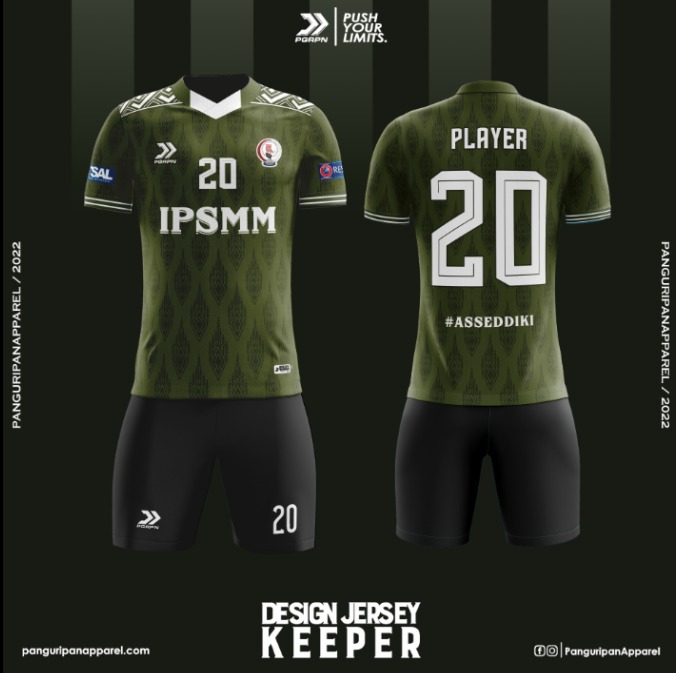 PGRPN
PUSH
YOUR
LIMITS.
PGRPN
20
SAL
RES
IPSMM
PLAYER
20
#ASSEDDIKI
PANGURIPANAPPAREL / 2022
PANGURIPANAPPAREL / 2022
PGRPN
20
DESIGN JERSEY
KEEPER
panguripanapparel.com
PanguripanApparel